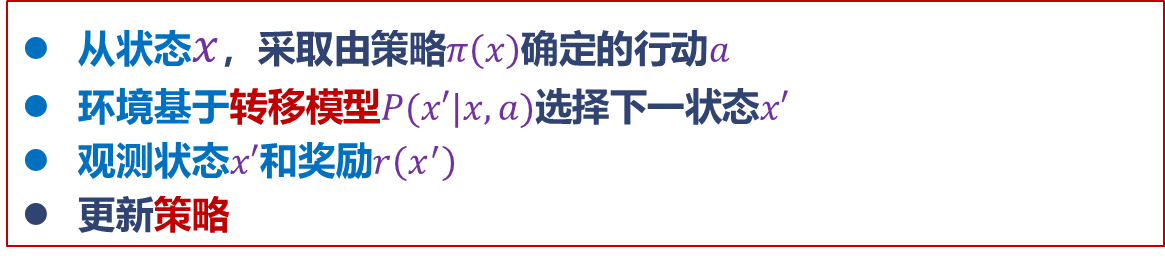 ● 从状态𝑥，采取由策略𝜋(𝑥)确定的行动𝑎
● 环境基于转移模型𝑃(𝑥′|𝑥, 𝑎)选择下一状态𝑥′
● 观测状态𝑥′和奖励𝑟(𝑥′)
● 更新策略